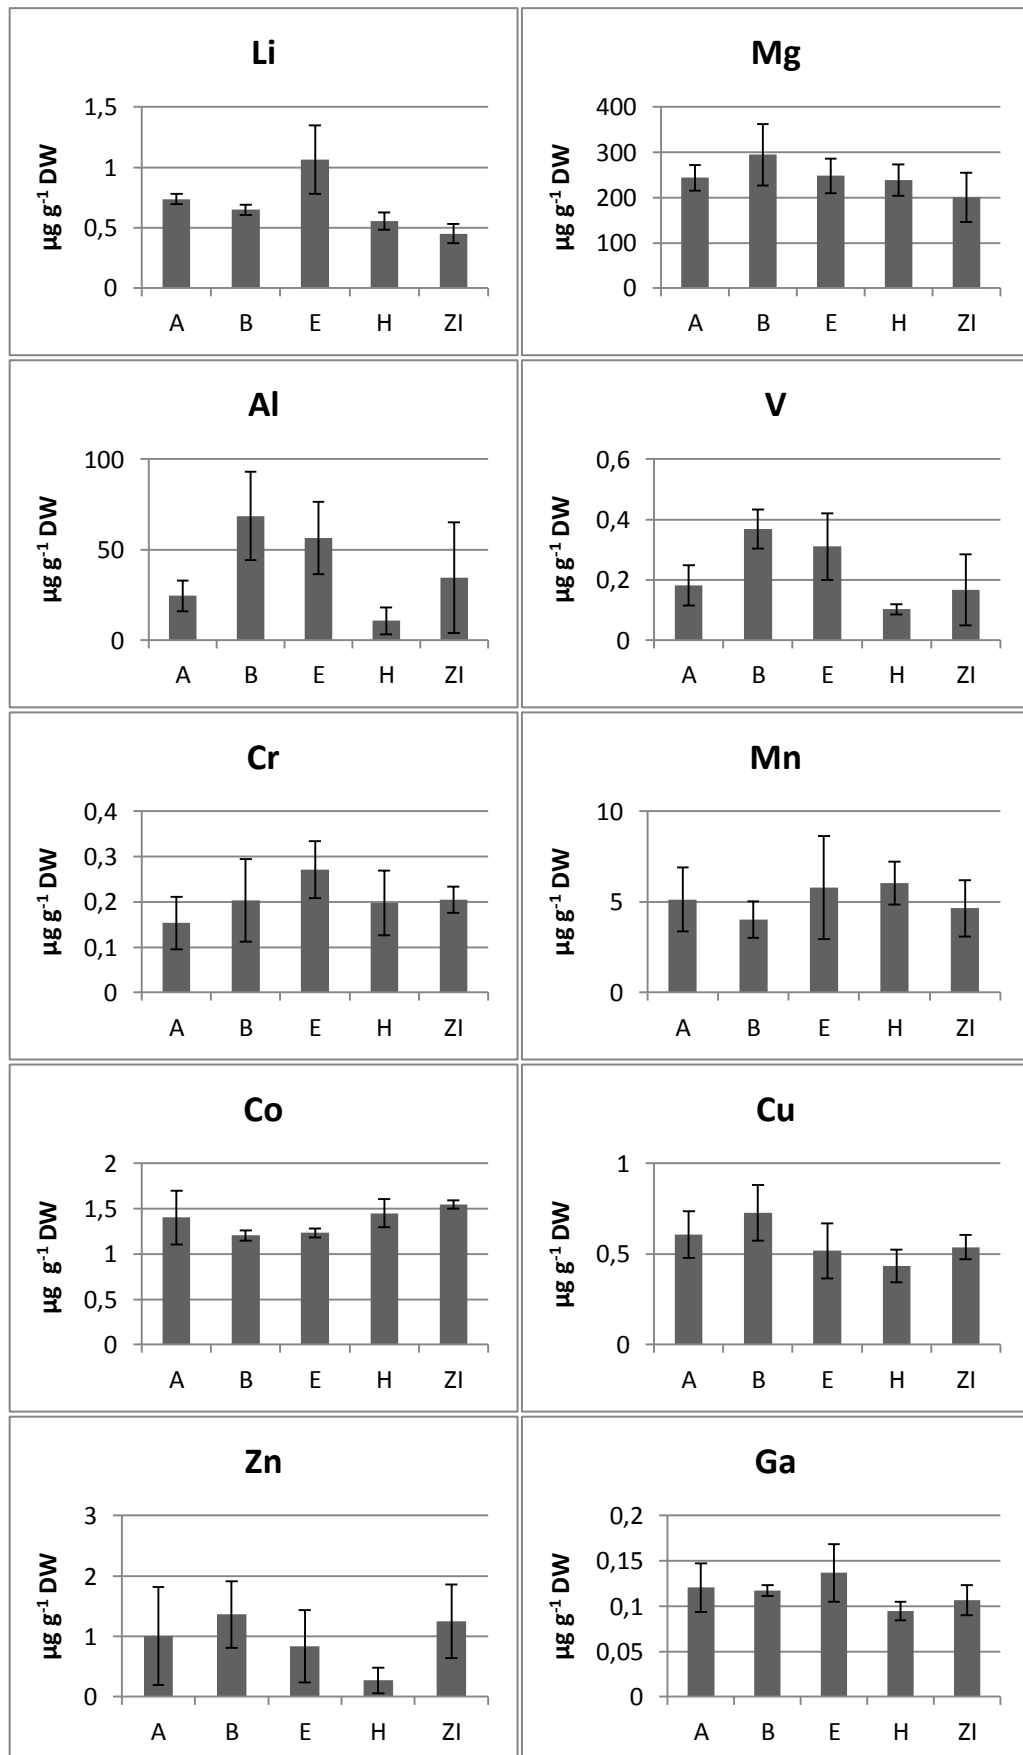 Li
µg g-1 DW
1,5
1
0,5
0
A B E H ZI
Mg
µg g-1 DW
400
300
200
100
0
A B E H ZI
Al
µg g-1 DW
100
50
0
A B E H ZI
V
µg g-1 DW
0,6
0,4
0,2
0
A B E H ZI
Cr
µg g-1 DW
0,4
0,3
0,2
0,1
0
A B E H ZI
Mn
µg g-1 DW
10
5
0
A B E H ZI
Co
µg g-1 DW
2
1,5
1
0,5
0
A B E H ZI
Cu
µg g-1 DW
1
0,5
0
A B E H ZI
Zn
µg g-1 DW
3
2
1
0
A B E H ZI
Ga
µg g-1 DW
0,2
0,15
0,1
0,05
0
A B E H ZI